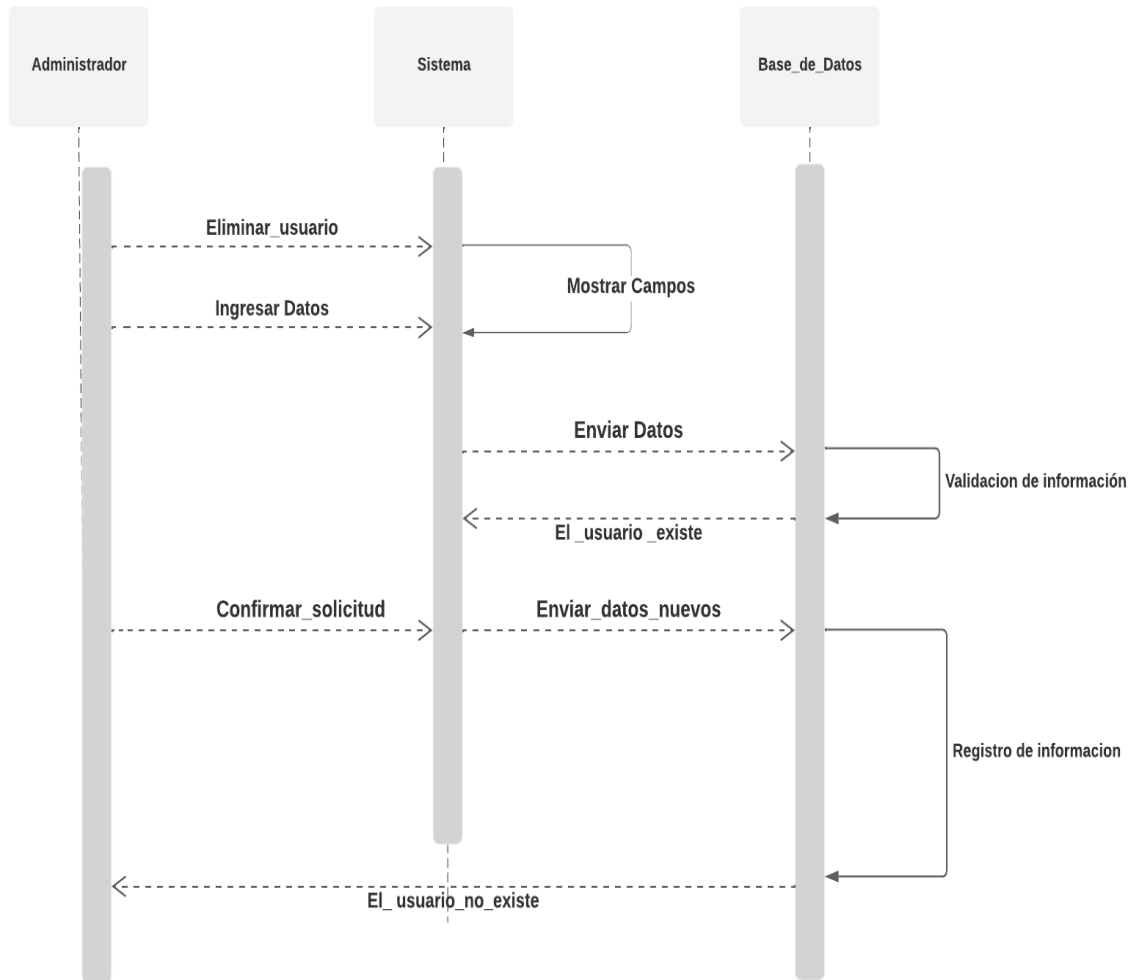 Administrador
Sistema
Base_de_Datos
Eliminar_usuario
Mostrar Campos
Ingresar Datos
Enviar Datos
Validacion de información
El _usuario _existe
Confirmar_solicitud
Enviar_datos_nuevos
Registro de informacion
El_ usuario_no_existe